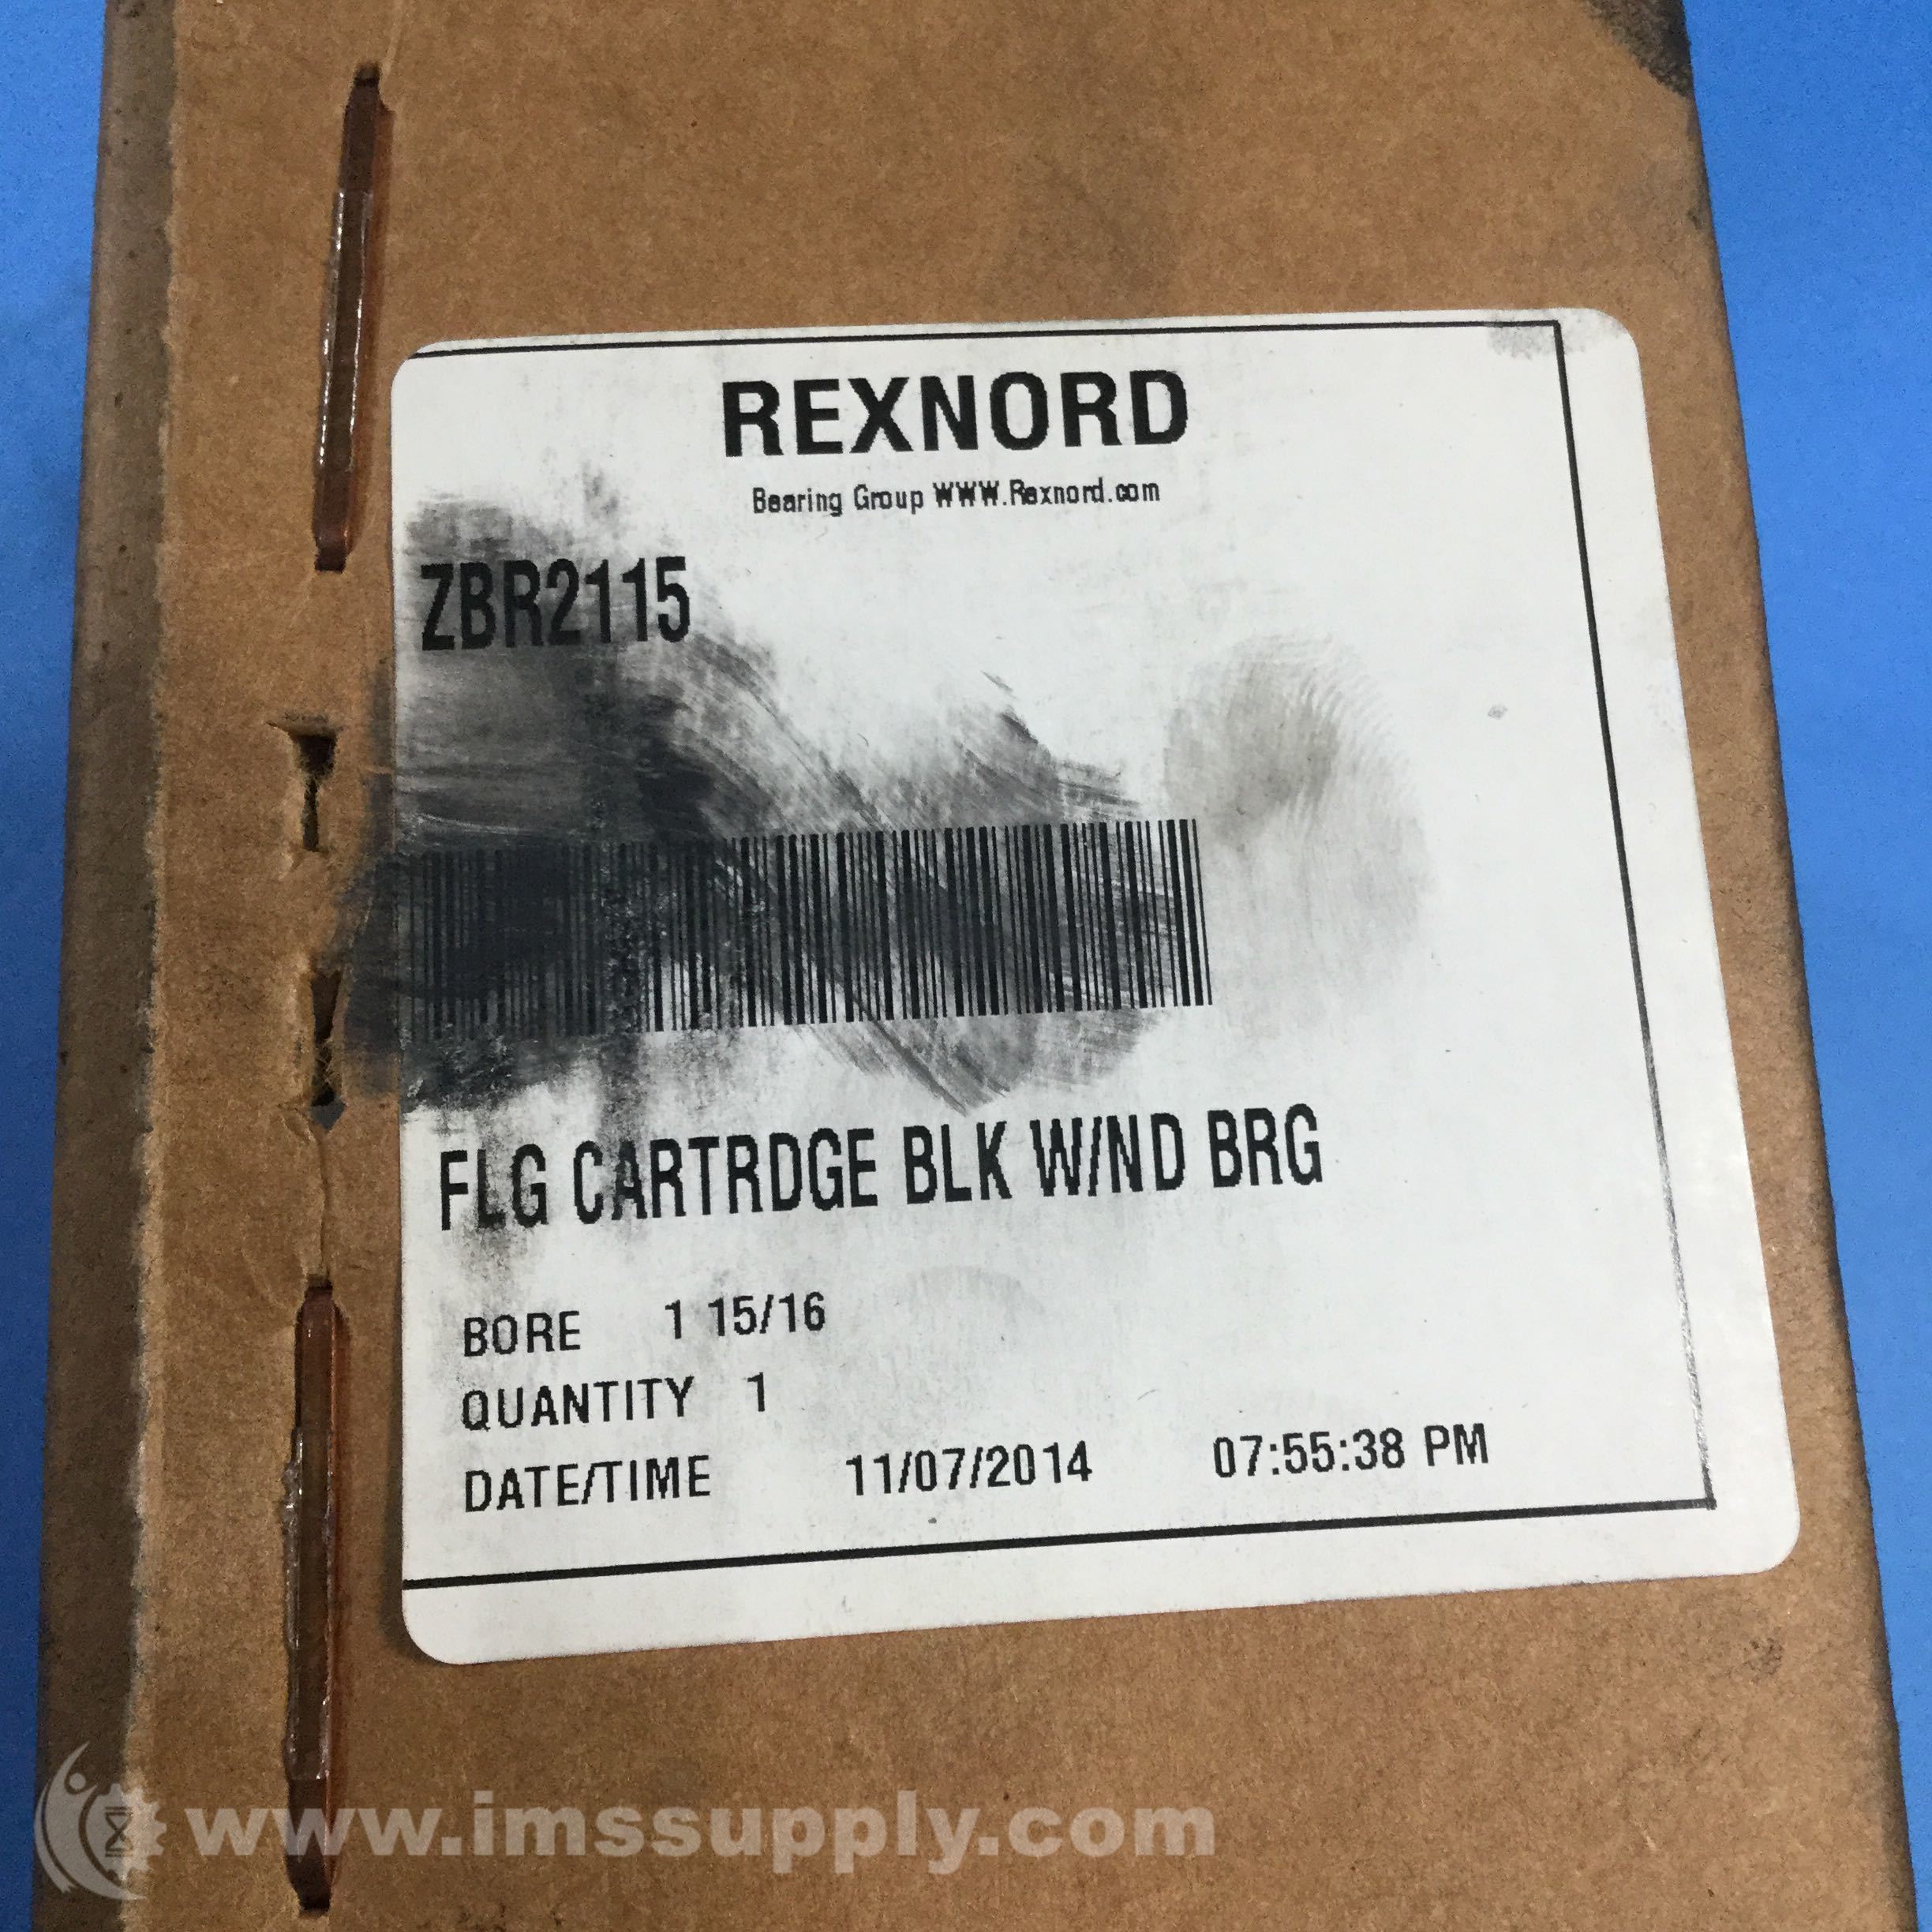 REXNORD
Bearing Group WWW.Rexnord.com
ZBR2115
FLG CARTRDGE BLK W/ND BRG
BORE 1 15/16
QUANTITY 1
DATE/TIME 11/07/2014 07:55:38 PM
www.imssupply.com